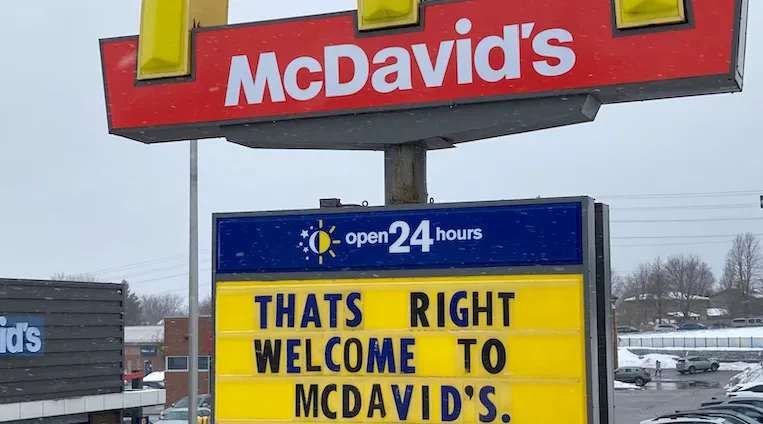 McDavid's
open 24 hours
THATS RIGHT
WELCOME TO
MCDAVID'S.
id's